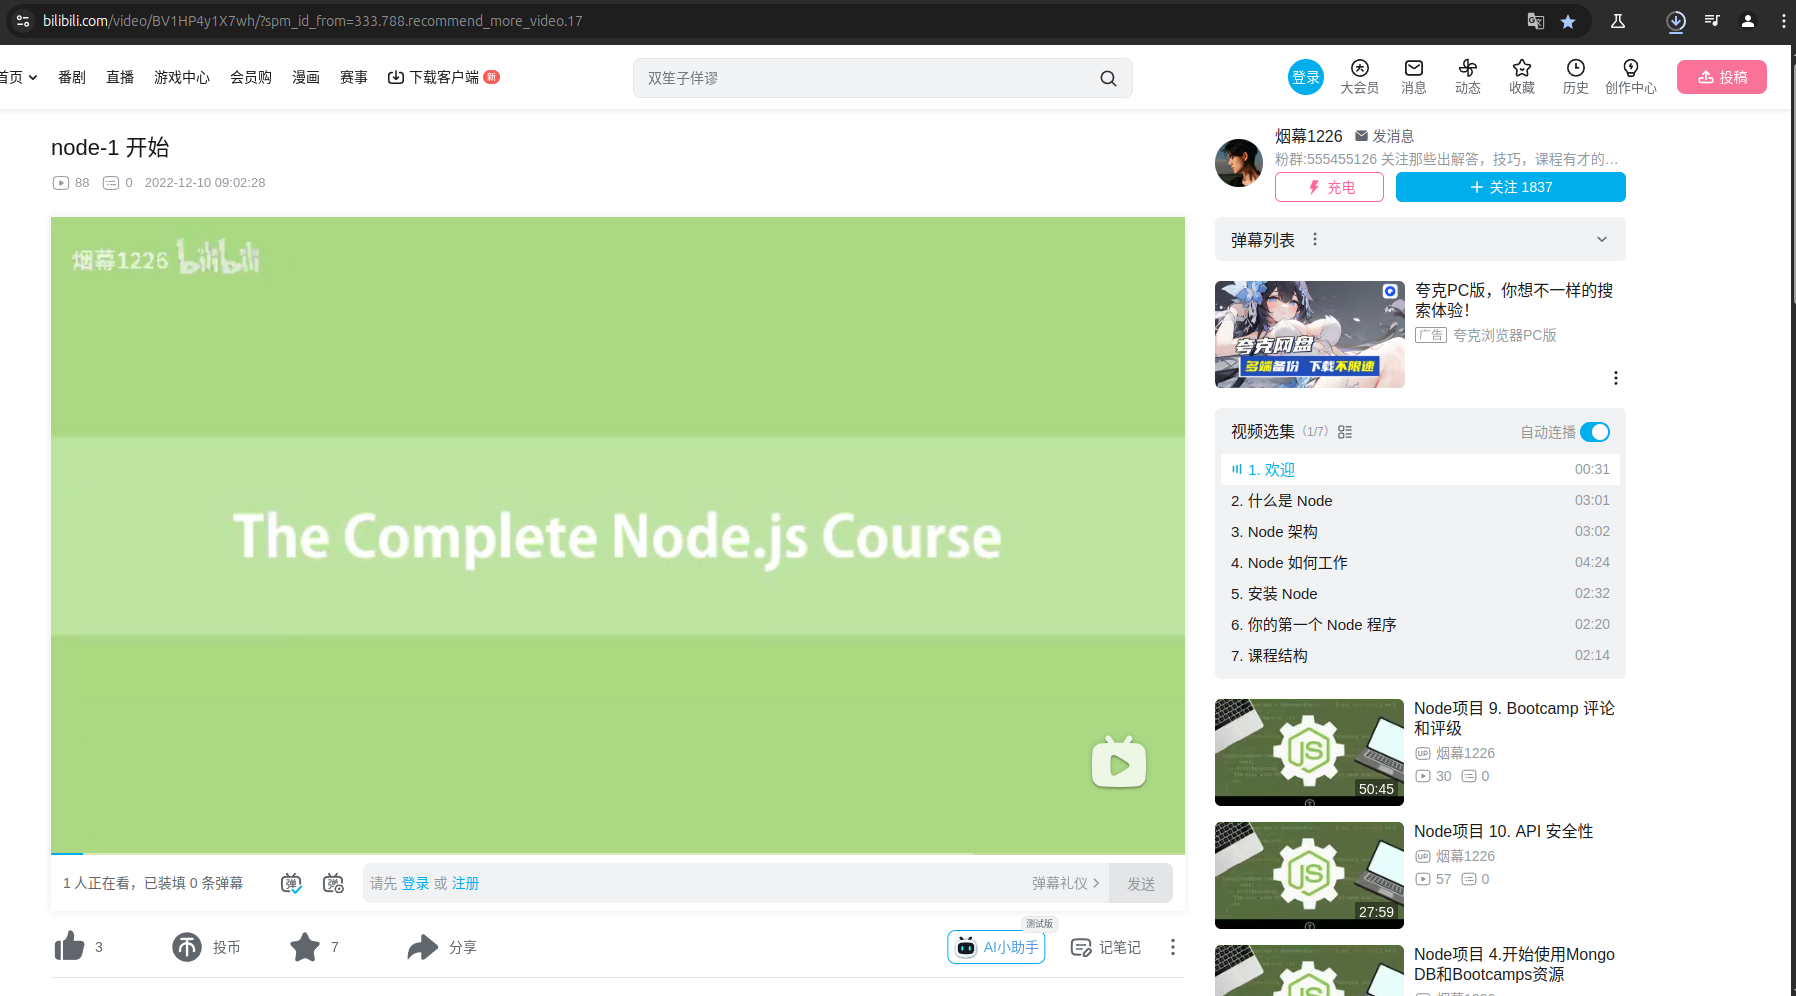 bilibili.com/video/BV1HP4y1X7wh/?spm_id_from=333.788.recommend_more_video.17
首页 番剧 直播 游戏中心 会员购 漫画 赛事 下载客户端 新
双笙子佯谬
登录 大会员 消息 动态 收藏 历史 创作中心 投稿
node-1 开始
88 0 2022-12-10 09:02:28
烟幕1226 发消息
粉群:555455126 关注那些出解答，技巧，课程有才的…
充电 + 关注 1837
烟幕1226 bilibili
The Complete Node.js Course
弹幕列表
夸克PC版，你想不一样的搜
索体验！
广告 夸克浏览器PC版
夸克网盘
多端备份 下载不限速
视频选集 （1/7） 自动连播
1. 欢迎 00:31
2. 什么是 Node 03:01
3. Node 架构 03:02
4. Node 如何工作 04:24
5. 安装 Node 02:32
6. 你的第一个 Node 程序 02:20
7. 课程结构 02:14
Node项目 9. Bootcamp 评论
和评级
UP 烟幕1226
30 0
JS
50:45
Node项目 10. API 安全性
UP 烟幕1226
57 0
JS
27:59
Node项目 4.开始使用Mongo
DB和Bootcamps资源
1 人正在看，已装填 0 条弹幕 弹 弹 请先 登录 或 注册 弹幕礼仪 发送
3 投币 7 分享 AI小助手 测试版 记笔记